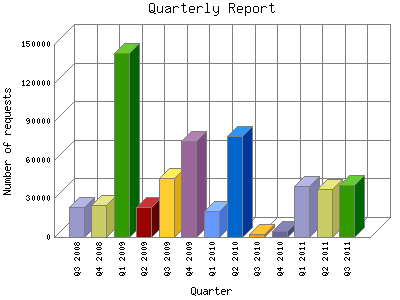 Quarterly Report
Number of requests
150000
120000
90000
60000
30000
0
Q3 2008
Q4 2008
Q1 2009
Q2 2009
Q3 2009
Q4 2009
Q1 2010
Q2 2010
Q3 2010
Q4 2010
Q1 2011
Q2 2011
Q3 2011
Quarter